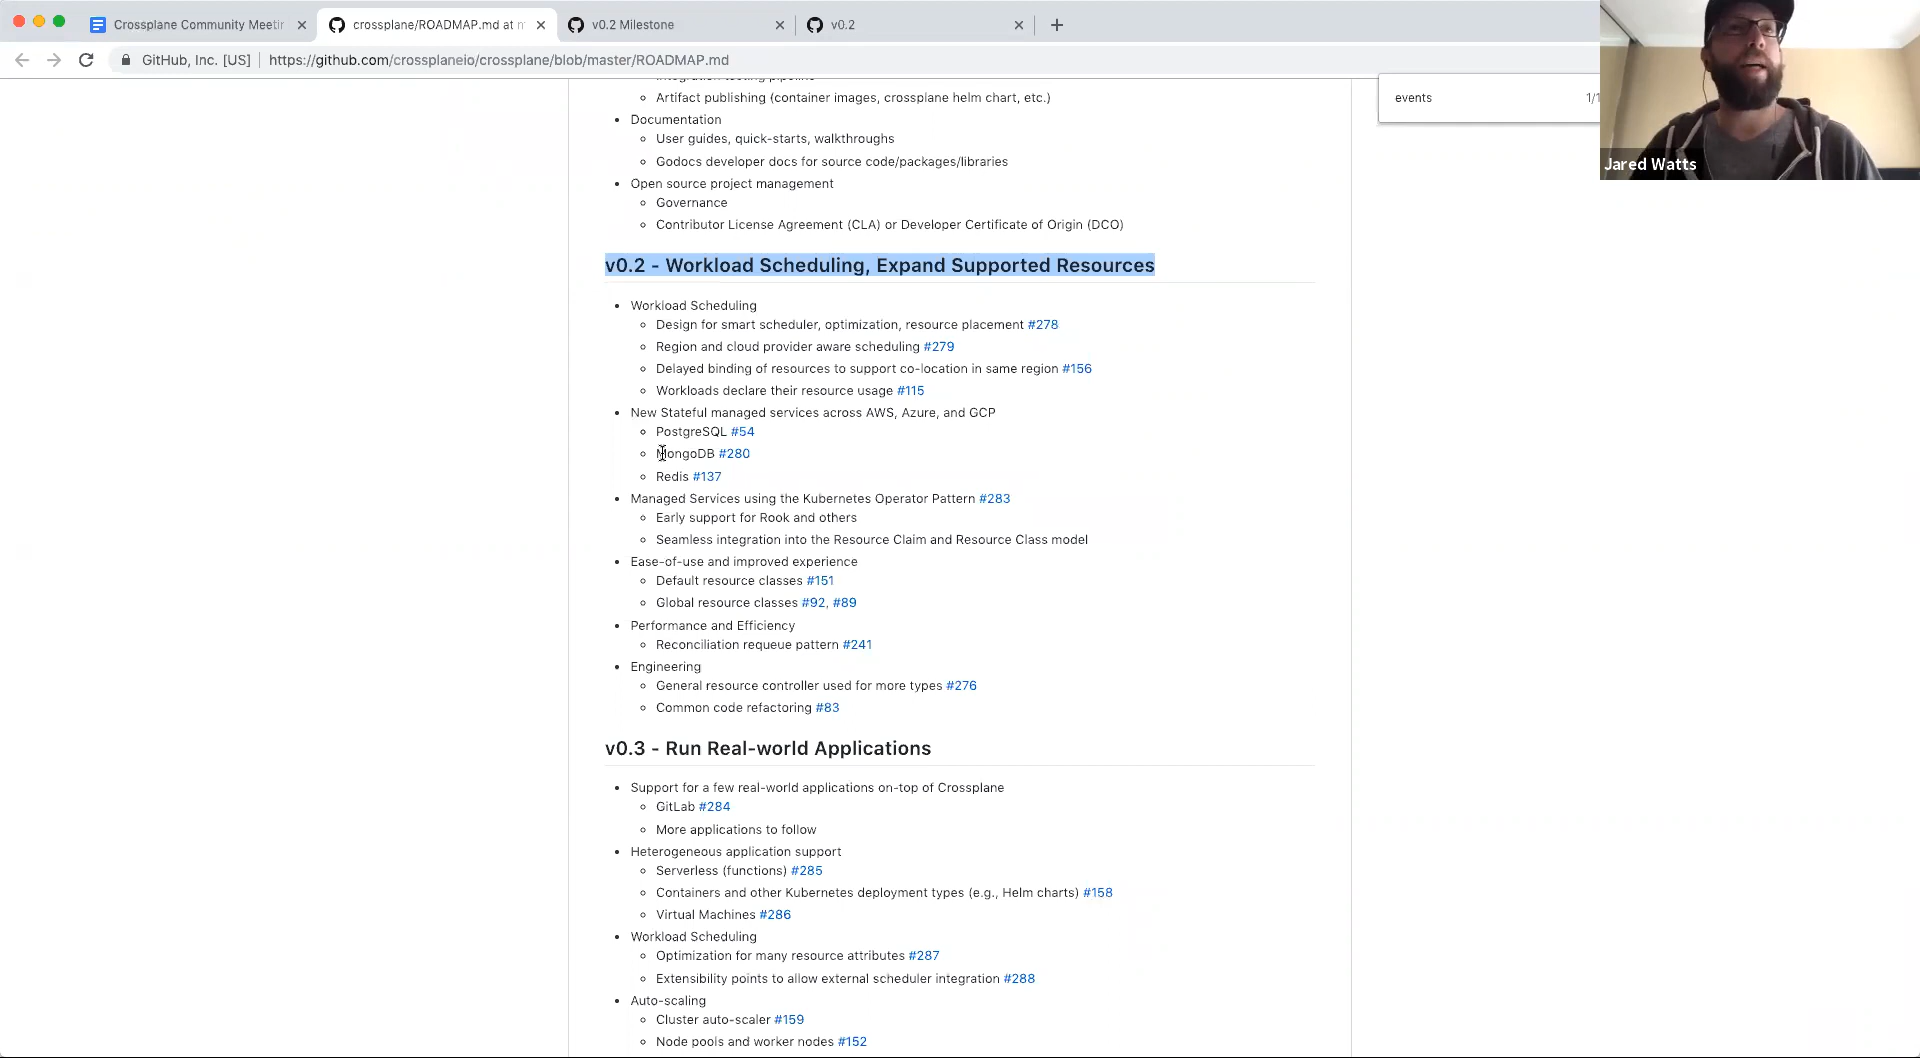 Crossplane Community Meetir
crossplane/ROADMAP.md at m
v0.2 Milestone
v0.2
GitHub, Inc. [US]
https://github.com/crossplaneio/crossplane/blob/master/ROADMAP.md
events
1/1
Jared Watts
Integration testing pipeline
Artifact publishing (container images, crossplane helm chart, etc.)
Documentation
User guides, quick-starts, walkthroughs
Godocs developer docs for source code/packages/libraries
Open source project management
Governance
Contributor License Agreement (CLA) or Developer Certificate of Origin (DCO)
v0.2 - Workload Scheduling, Expand Supported Resources
Workload Scheduling
Design for smart scheduler, optimization, resource placement #278
Region and cloud provider aware scheduling #279
Delayed binding of resources to support co-location in same region #156
Workloads declare their resource usage #115
New Stateful managed services across AWS, Azure, and GCP
PostgreSQL #54
MongoDB #280
Redis #137
Managed Services using the Kubernetes Operator Pattern #283
Early support for Rook and others
Seamless integration into the Resource Claim and Resource Class model
Ease-of-use and improved experience
Default resource classes #151
Global resource classes #92, #89
Performance and Efficiency
Reconciliation requeue pattern #241
Engineering
General resource controller used for more types #276
Common code refactoring #83
v0.3 - Run Real-world Applications
Support for a few real-world applications on-top of Crossplane
GitLab #284
More applications to follow
Heterogeneous application support
Serverless (functions) #285
Containers and other Kubernetes deployment types (e.g., Helm charts) #158
Virtual Machines #286
Workload Scheduling
Optimization for many resource attributes #287
Extensibility points to allow external scheduler integration #288
Auto-scaling
Cluster auto-scaler #159
Node pools and worker nodes #152